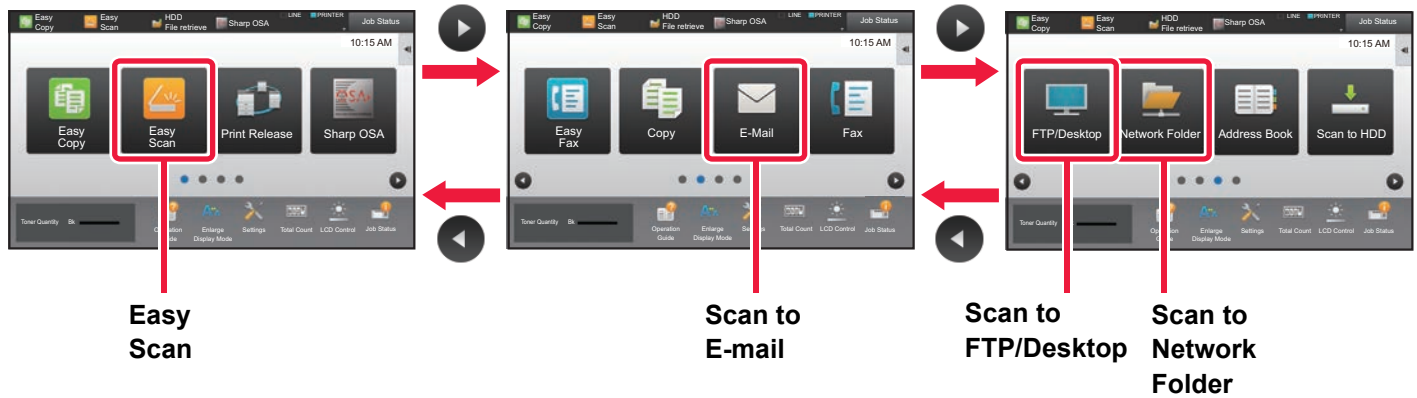 Easy Copy
Easy Scan
HDD File retrieve
Sharp OSA
LINE
PRINTER
Job Status
10:15 AM
Easy
Copy
Easy
Scan
Print Release
Sharp OSA
Toner Quantity
Bk
Operation Guide
Enlarge
Display Mode
Settings
Total Count
LCD Control
Job Status
Easy Copy
Easy Scan
HDD File retrieve
Sharp OSA
LINE
PRINTER
Job Status
10:15 AM
Easy
Fax
Copy
E-Mail
Fax
Toner Quantity
Bk
Operation
Guide
Enlarge
Display Mode
Settings
Total Count
LCD Control
Job Status
Easy Copy
Easy Scan
HDD File retrieve
Sharp OSA
LINE
PRINTER
Job Status
10:15 AM
FTP/Desktop
Network Folder
Address Book
Scan to HDD
Toner Quantity
Operation
Guide
Enlarge
Display Mode
Settings
Total Count
LCD Control
Job Status
Easy
Scan
Scan to
E-mail
Scan to
FTP/Desktop
Scan to
Network
Folder